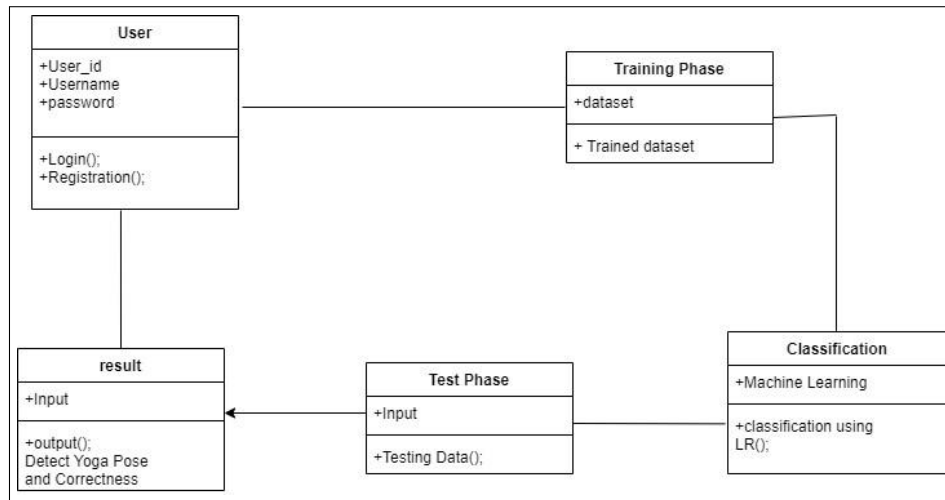 User
+User_id
+Username
+password
+Login();
+Registration();
Training Phase
+dataset
+ Trained dataset
result
+Input
+output();
Detect Yoga Pose
and Correctness
Test Phase
+Input
+Testing Data();
Classification
+Machine Learning
+classification using
LR();